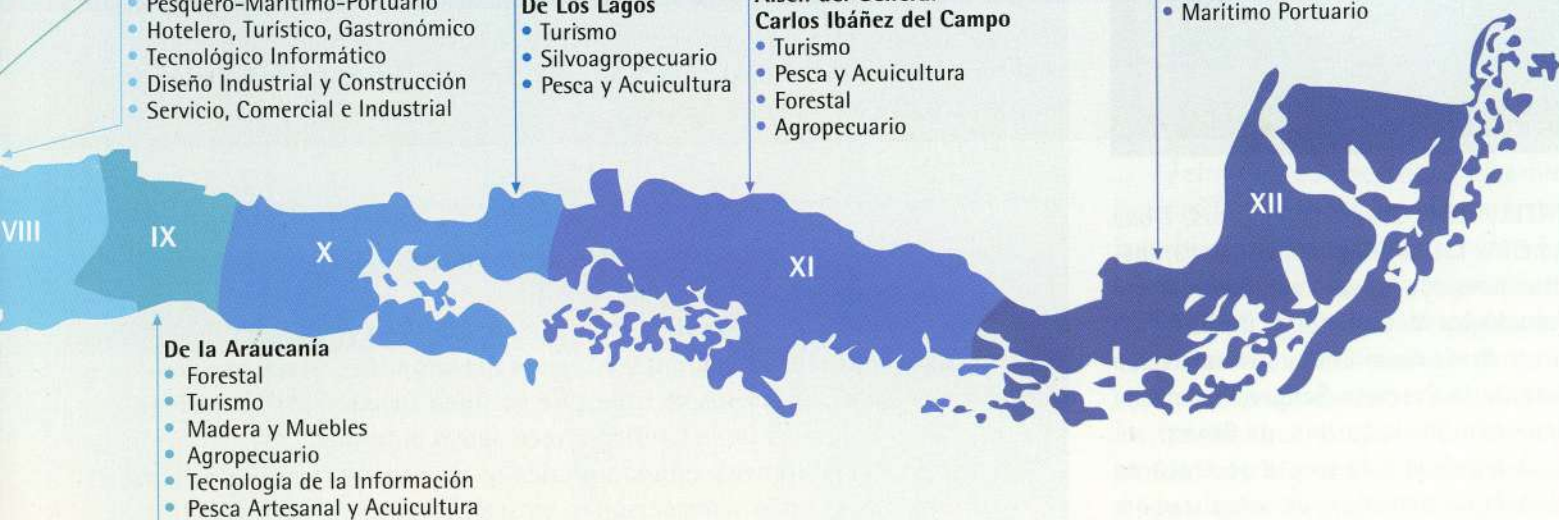 Pesquero-Marítimo-Portuario
• Hotelero, Turístico, Gastronómico
• Tecnológico Informático
• Diseño Industrial y Construcción
• Servicio, Comercial e Industrial
De Los Lagos
• Turismo
• Silvoagropecuario
• Pesca y Acuicultura
Carlos Ibáñez del Campo
• Turismo
• Pesca y Acuicultura
• Forestal
• Agropecuario
• Marítimo Portuario
VIII
IX
X
XI
XII
De la Araucanía
• Forestal
• Turismo
• Madera y Muebles
• Agropecuario
• Tecnología de la Información
• Pesca Artesanal y Acuicultura